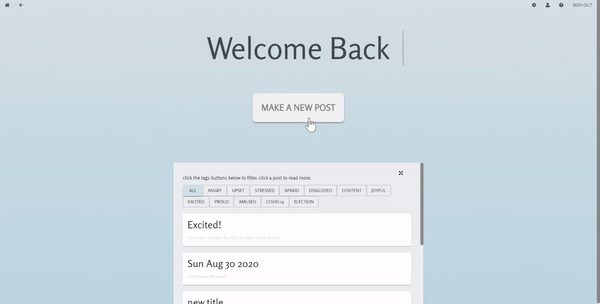 SIGN OUT
Welcome Back
MAKE A NEW POST
click the tags buttons below to filter. click a post to read more.
ALL ANGRY UPSET STRESSED AFRAID DISGUSTED CONTENT JOYFUL
EXCITED PROUD AMUSED COVID-19 ELECTION
Excited!
Sun Aug 30 2020
new title